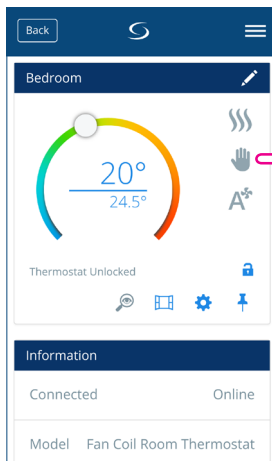 Back
Bedroom
20°
24.5°
A
Thermostat Unlocked
Information
Connected Online
Model Fan Coil Room Thermostat